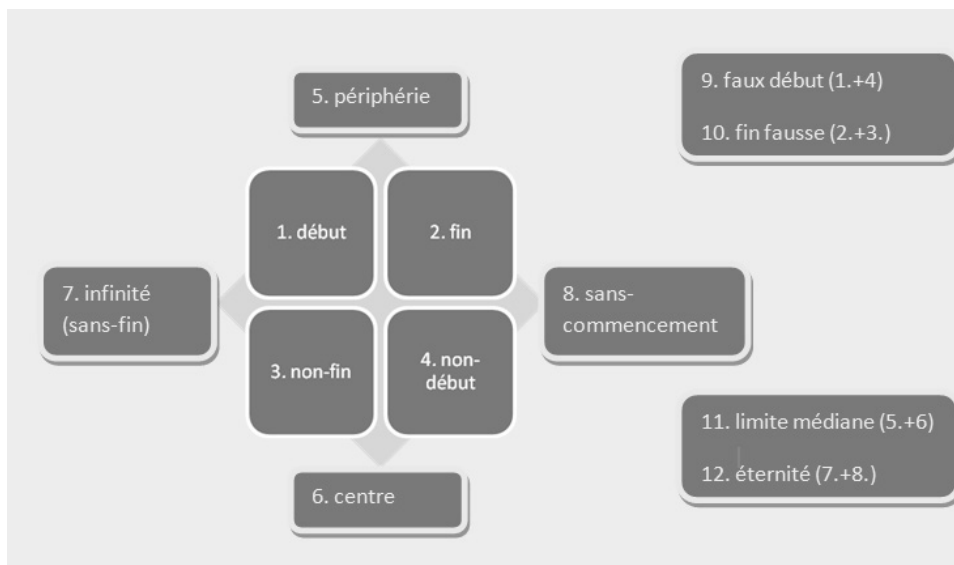 5. périphérie
9. faux début (1.+4)
10. fin fausse (2.+3.)
1. début
2. fin
7. infinité
(sans-fin)
8. sans-
commencement
3. non-fin
4. non-
début
11. limite médiane (5.+6)
12. éternité (7.+8.)
6. centre